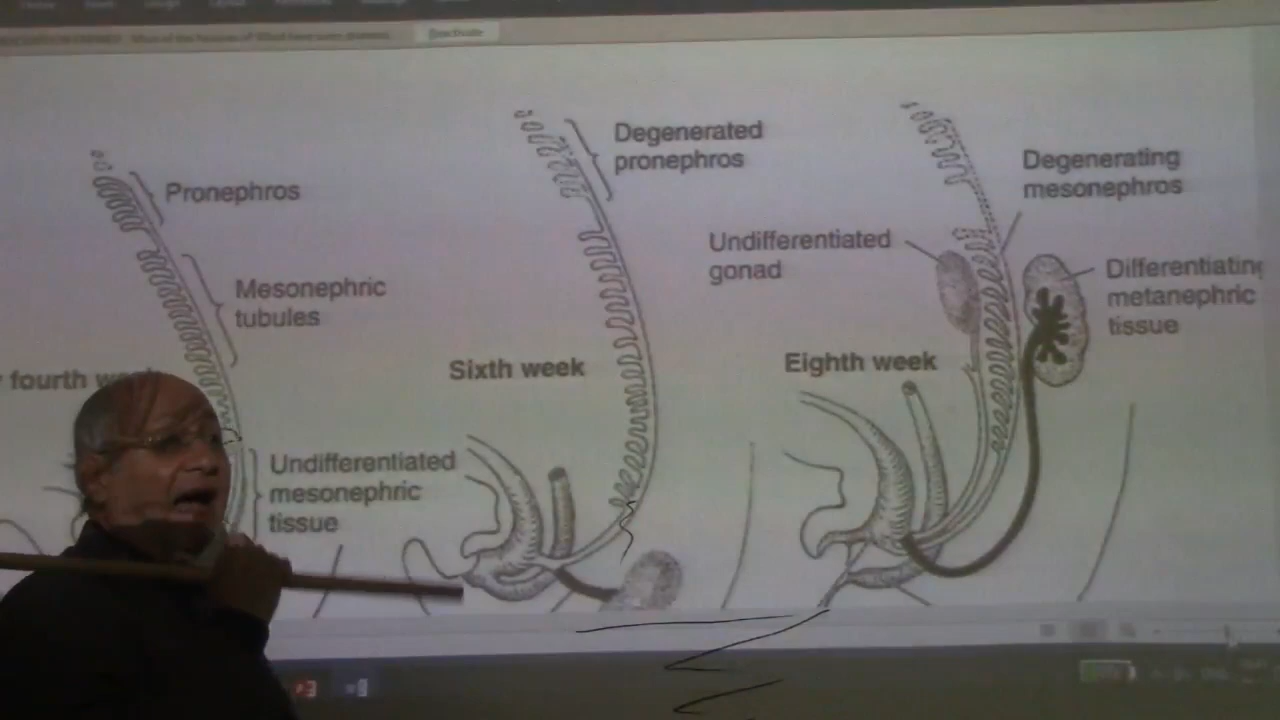 Deactivate
Pronephros
Mesonephric
tubules
fourth
Undifferentiated
mesonephric
tissue
Degenerated
pronephros
Sixth week
Undifferentiated
gonad
Degenerating
mesonephros
Differentiating
metanephric
tissue
Eighth week